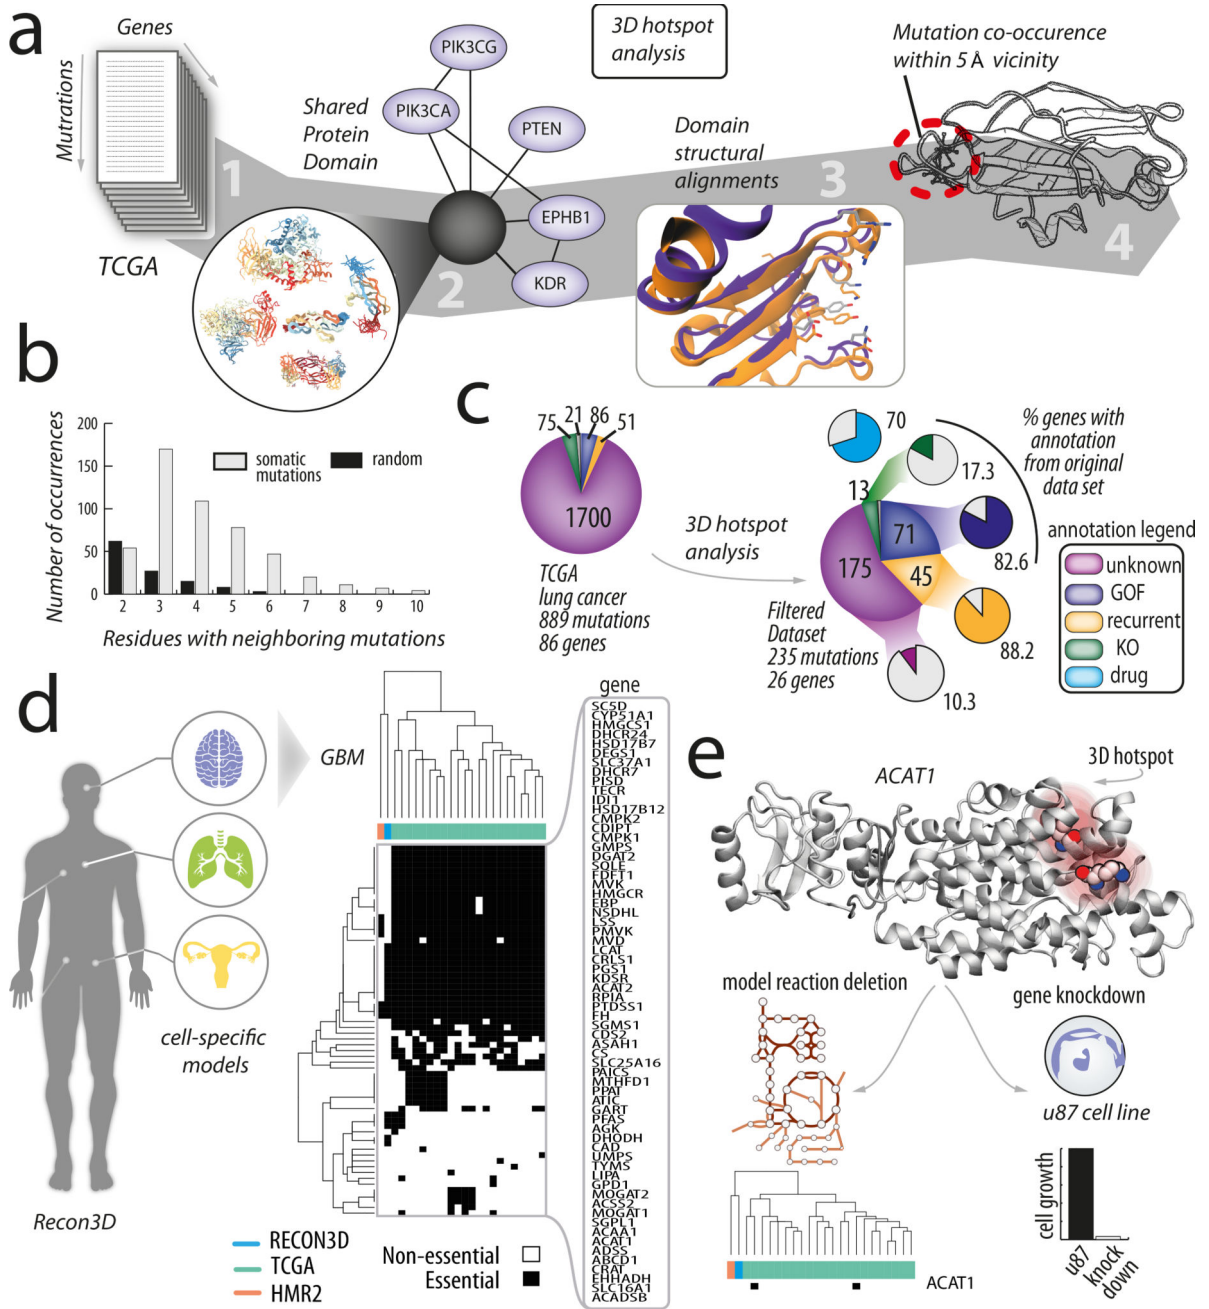 a
Genes
Mutrations
TCGA
1
Shared
Protein
Domain
PIK3CG
PIK3CA
PTEN
EPHB1
KDR
2
3D hotspot
analysis
Domain
structural
alignments
3
Mutation co-occurence
within 5 Å vicinity
4
b
Number of occurrences
200
150
100
50
0
somatic
mutations
random
2 3 4 5 6 7 8 9 10
Residues with neighboring mutations
c
75 21 86 51
1700
TCGA
lung cancer
889 mutations
86 genes
3D hotspot
analysis
70
17.3
13
71
82.6
175
45
88.2
10.3
Filtered
Dataset
235 mutations
26 genes
% genes with
annotation
from original
data set
annotation legend
unknown
GOF
recurrent
KO
drug
d
GBM
cell-specific
models
Recon3D
RECON3D
TCGA
HMR2
Non-essential
Essential
gene
SC5D
CYP51A1
HMGCS1
DHCR24
HSD17B7
DEGS1
SLC37A1
DHCR7
PISD
TECR
IDI1
HSD17B12
CMPK2
CDIPT
CMPK1
GMPS
DGAT2
SQLE
FDFT1
MVK
HMGCR
EBP
NSDHL
LSS
PMVK
MVD
LCAT
CRLS1
PGS1
KDSR
ACAT2
RPIA
PTDSS1
FH
SGMS1
CDS2
ASAH1
CS
SLC25A16
PAICS
MTHFD1
PPAT
ATIC
GART
PFAS
AGK
DHODH
CAD
UMPS
TYMS
LIPA
GPD1
MOGAT2
ACSS2
MOGAT1
SGPL1
ACAA1
ACAT1
ADSS
ABCD1
CRAT
EHHADH
SLC16A1
ACADSB
e
ACAT1
3D hotspot
model reaction deletion
gene knockdown
u87 cell line
cell growth
u87
knock
down
ACAT1